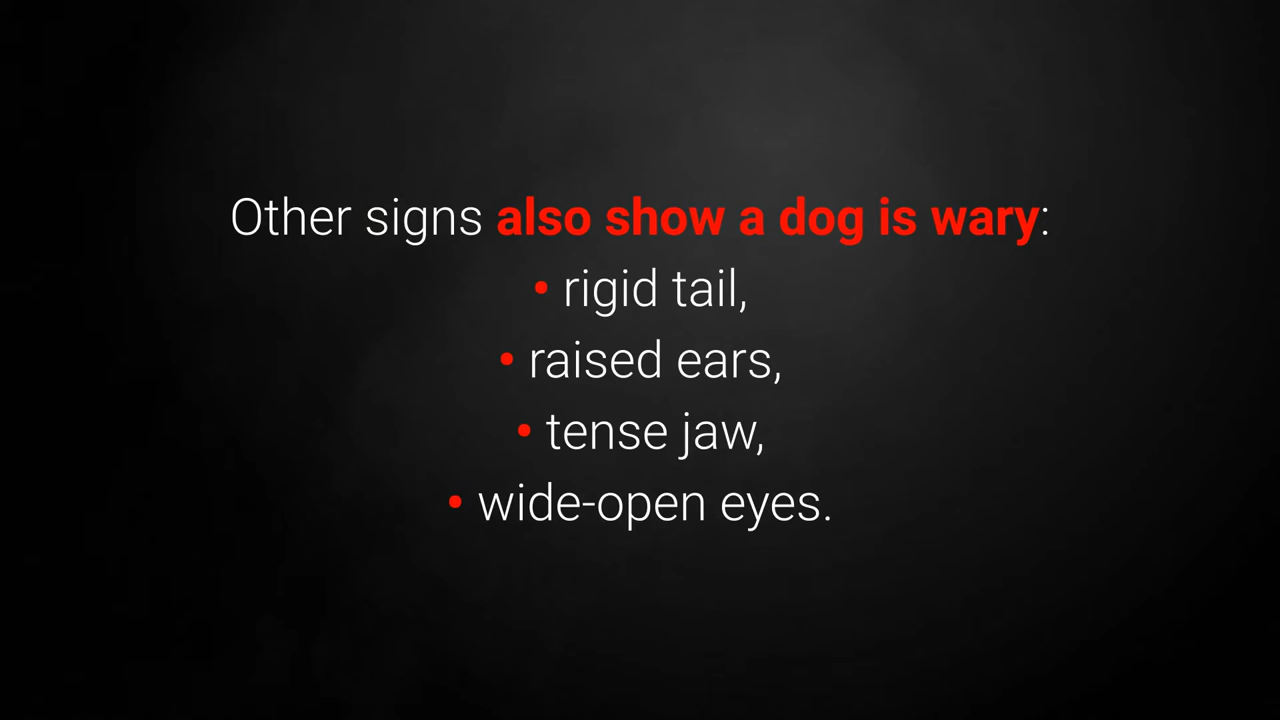 Other signs also show a dog is wary:
• rigid tail,
• raised ears,
• tense jaw,
• wide-open eyes.